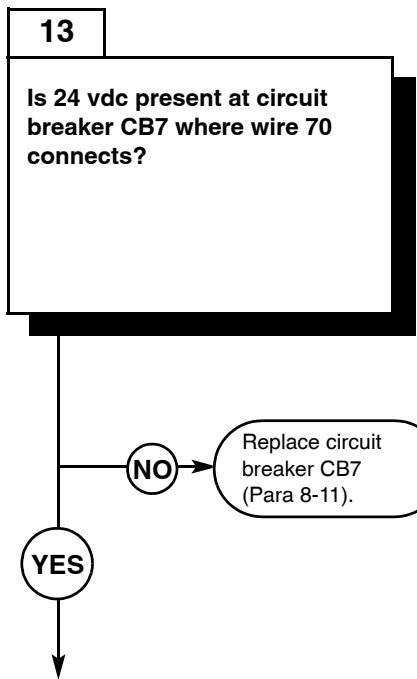 13
Is 24 vdc present at circuit
breaker CB7 where wire 70
connects?
NO
Replace circuit
breaker CB7
(Para 8-11).
YES